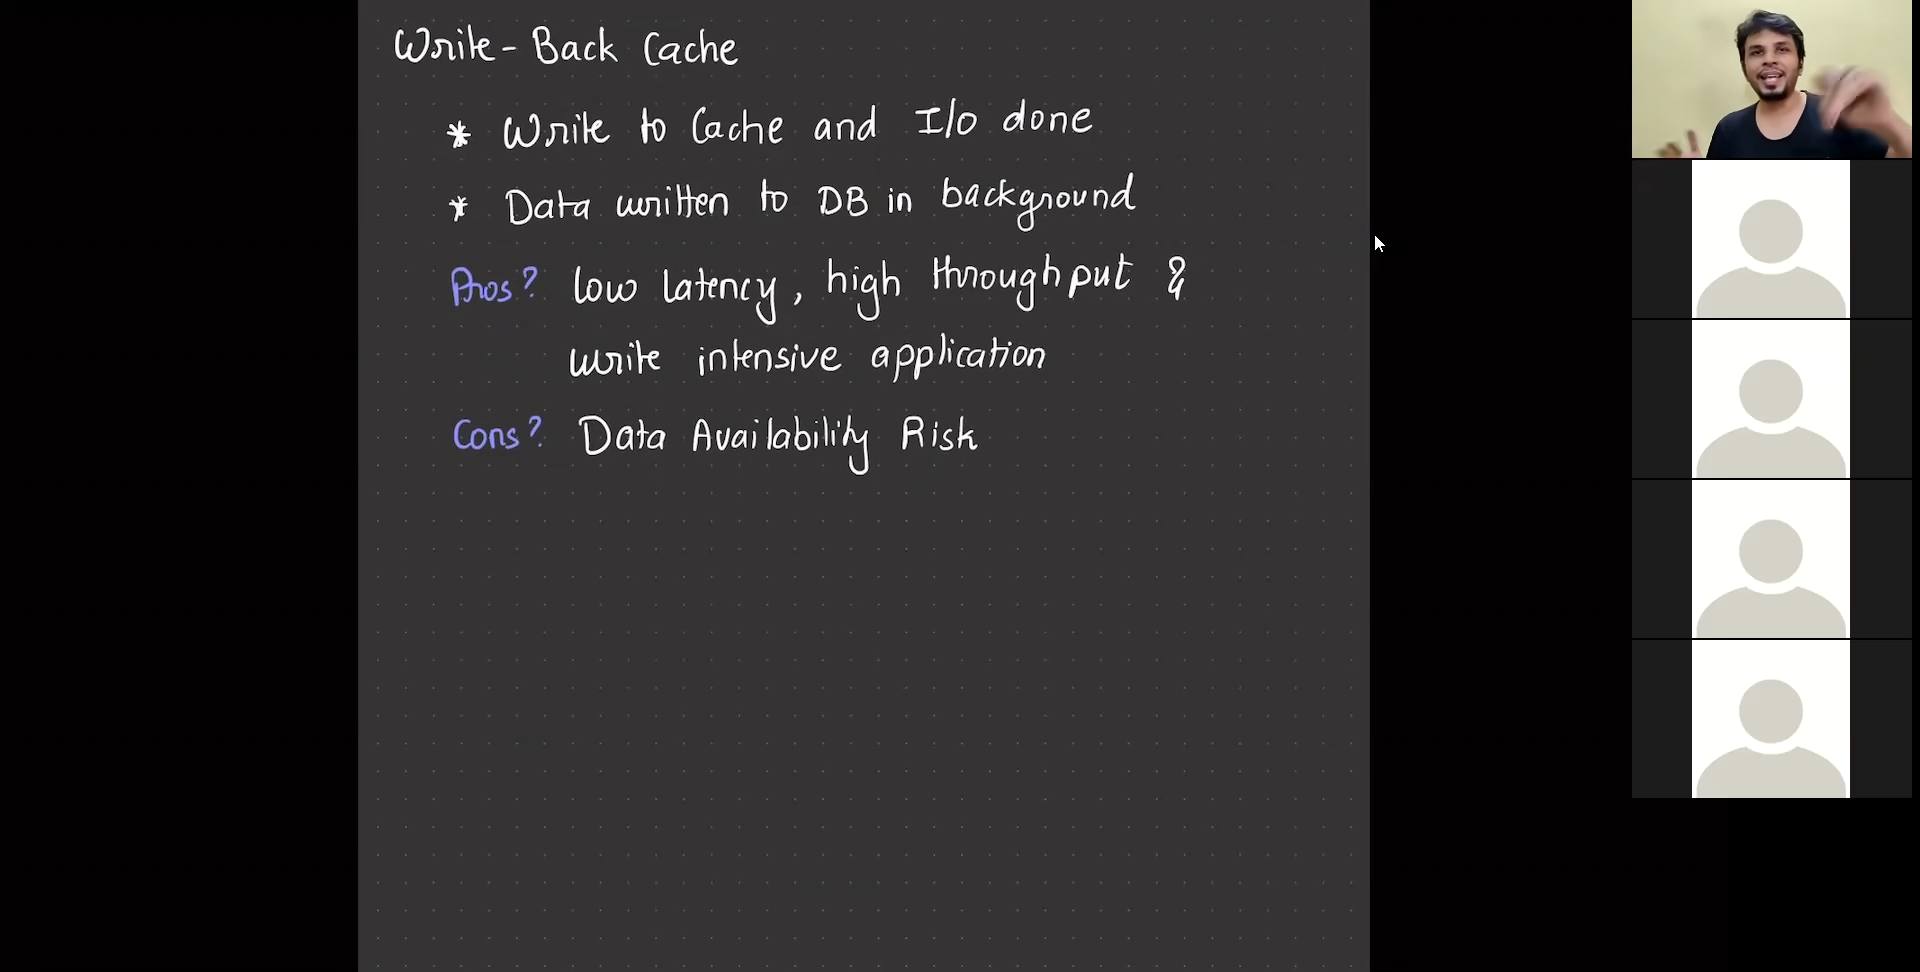 Write-Back Cache
* Write to Cache and I/o done
* Data written to DB in background
Pros? low latency, high throughput &
write intensive application
Cons? Data Availability Risk